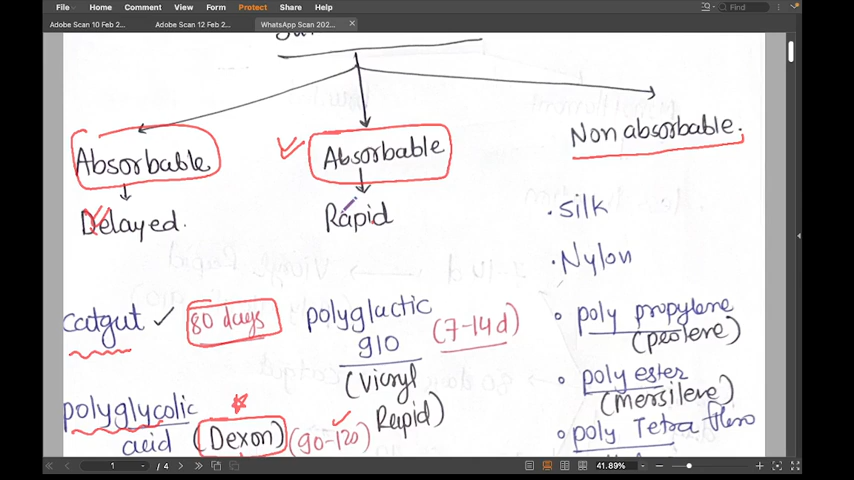 File Home Comment View Form Protect Share Help Find
Adobe Scan 10 Feb 2... Adobe Scan 12 Feb 2... WhatsApp Scan 202...
Absorbable
Delayed.
Absorbable
Rapid
Non absorbable.
. silk
. Nylon
• poly propylene
(prolene)
• poly ester
(mersilene)
• poly Tetra fluro
catgut ✓ 80 days
polyglycolic
acid (Dexon) (90-120)
polyglactic
910 (7-14d)
(Vicryl
Rapid)
1 / 4 41.89%